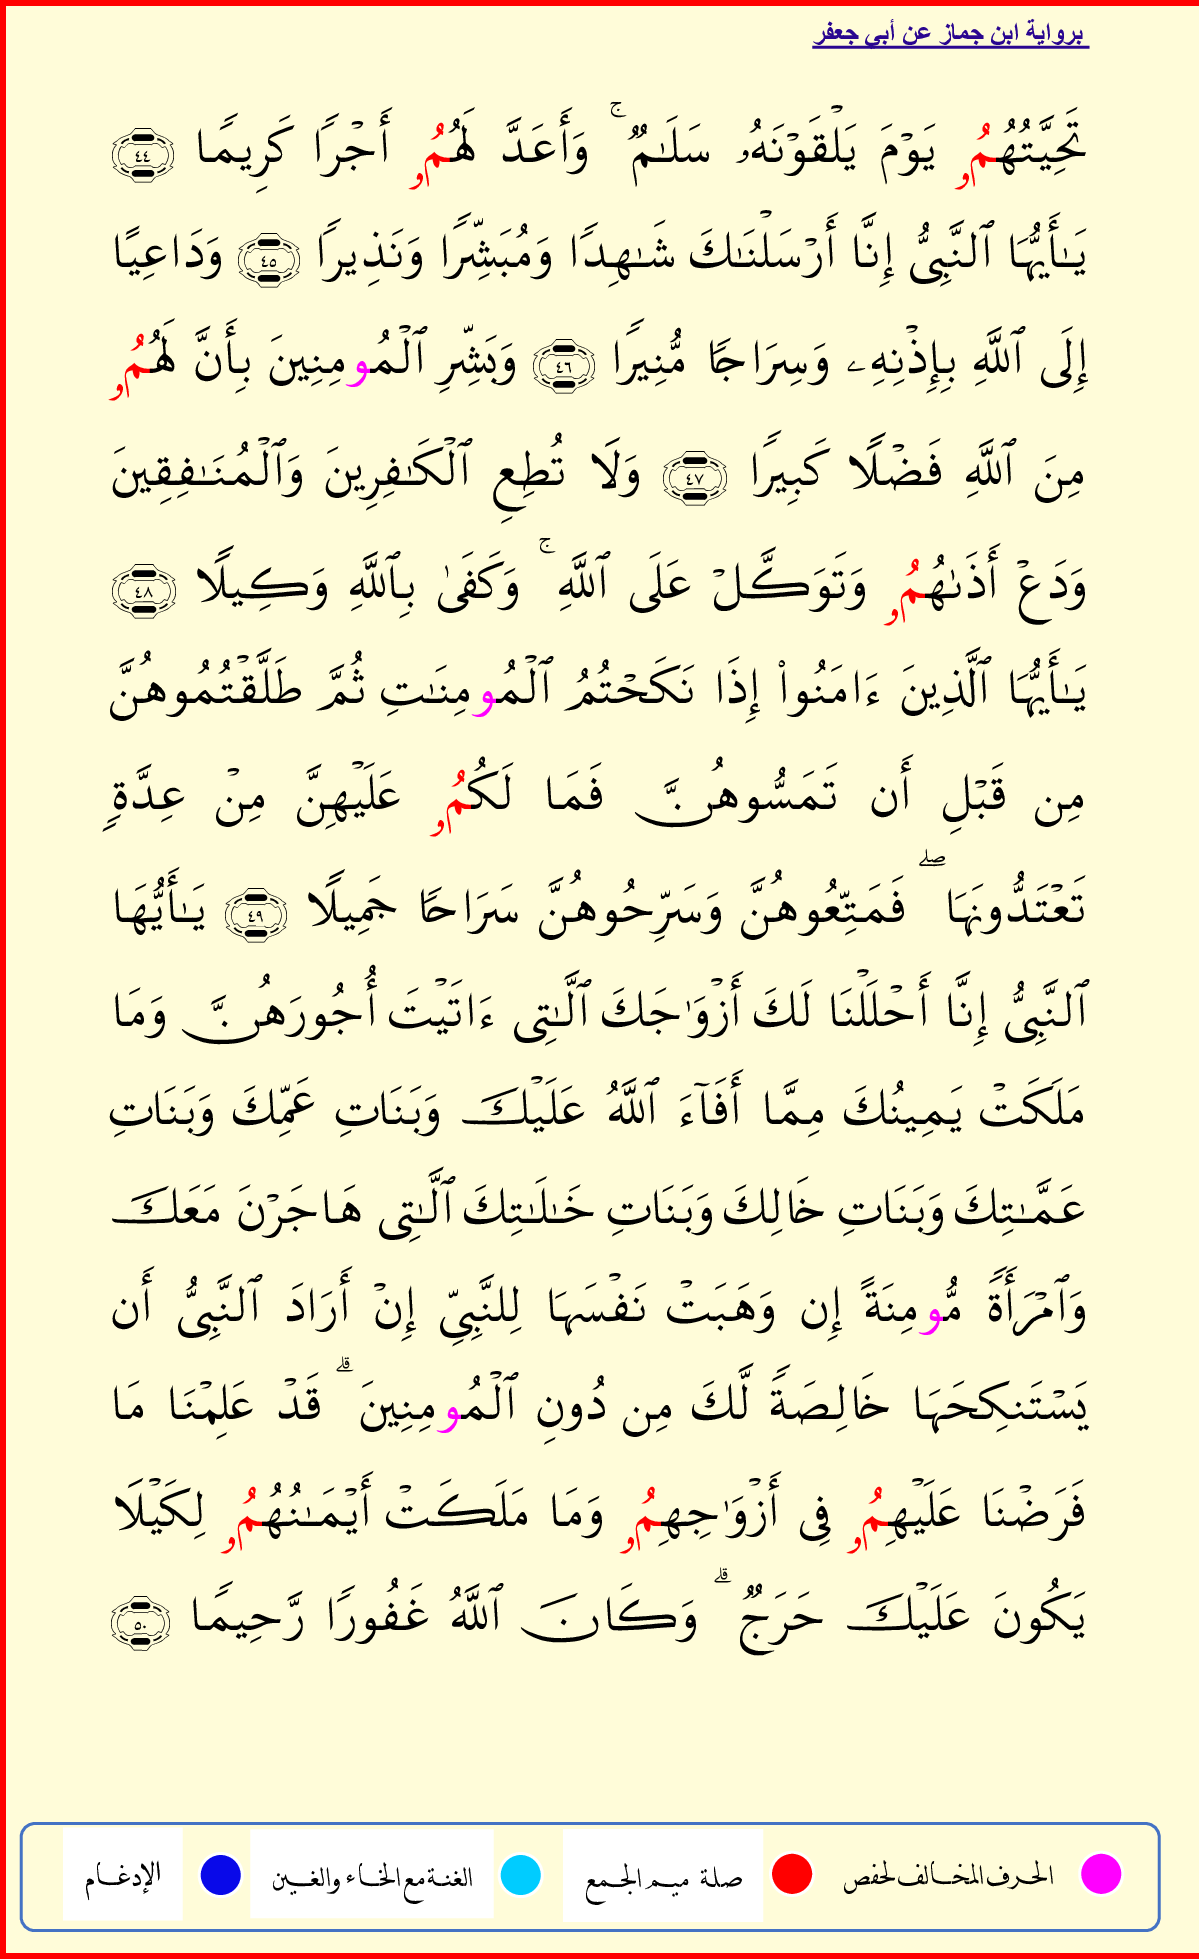 برواية ابن جماز عن أبي جعفر
تَحِيَّتُهُمُۥ يَوۡمَ يَلۡقَوۡنَهُۥ سَلَٰمٞۚ وَأَعَدَّ لَهُمُۥ أَجۡرٗا كَرِيمٗا ٤٤
يَٰٓأَيُّهَا ٱلنَّبِيُّ إِنَّا أَرۡسَلۡنَٰكَ شَٰهِدٗا وَمُبَشِّرٗا وَنَذِيرٗا ٤٥ وَدَاعِيًا
إِلَى ٱللَّهِ بِإِذۡنِهِۦ وَسِرَاجٗا مُّنِيرٗا ٤٦ وَبَشِّرِ ٱلۡمُومِنِينَ بِأَنَّ لَهُمُۥ
مِنَ ٱللَّهِ فَضۡلٗا كَبِيرٗا ٤٧ وَلَا تُطِعِ ٱلۡكَٰفِرِينَ وَٱلۡمُنَٰفِقِينَ
وَدَعۡ أَذَىٰهُمُۥ وَتَوَكَّلۡ عَلَى ٱللَّهِۚ وَكَفَىٰ بِٱللَّهِ وَكِيلٗا ٤٨
يَٰأَيُّهَا ٱلَّذِينَ ءَامَنُواْ إِذَا نَكَحۡتُمُ ٱلۡمُومِنَٰتِ ثُمَّ طَلَّقۡتُمُوهُنَّ
مِن قَبۡلِ أَن تَمَسُّوهُنَّ فَمَا لَكُمُۥ عَلَيۡهِنَّ مِنۡ عِدَّةٖ
تَعۡتَدُّونَهَاۖ فَمَتِّعُوهُنَّ وَسَرِّحُوهُنَّ سَرَاحٗا جَمِيلٗا ٤٩ يَٰأَيُّهَا
ٱلنَّبِيُّ إِنَّا أَحۡلَلۡنَا لَكَ أَزۡوَٰجَكَ ٱلَّٰتِي ءَاتَيۡتَ أُجُورَهُنَّ وَمَا
مَلَكَتۡ يَمِينُكَ مِمَّا أَفَآءَ ٱللَّهُ عَلَيۡكَ وَبَنَاتِ عَمِّكَ وَبَنَاتِ
عَمَّٰتِكَ وَبَنَاتِ خَالِكَ وَبَنَاتِ خَٰلَٰتِكَ ٱلَّٰتِي هَاجَرۡنَ مَعَكَ
وَٱمۡرَأَةٗ مُّومِنَةً إِن وَهَبَتۡ نَفۡسَهَا لِلنَّبِيِّ إِنۡ أَرَادَ ٱلنَّبِيُّ أَن
يَسۡتَنكِحَهَا خَالِصَةٗ لَّكَ مِن دُونِ ٱلۡمُومِنِينَۗ قَدۡ عَلِمۡنَا مَا
فَرَضۡنَا عَلَيۡهِمُۥ فِي أَزۡوَٰجِهِمُۥ وَمَا مَلَكَتۡ أَيۡمَٰنُهُمُۥ لِكَيۡلَا
يَكُونَ عَلَيۡكَ حَرَجٞۗ وَكَانَ ٱللَّهُ غَفُورٗا رَّحِيمٗا ٥٠
الحرف المخالف لحفص صلة ميم الجمع الغنة مع الخاء والغين الإدغام